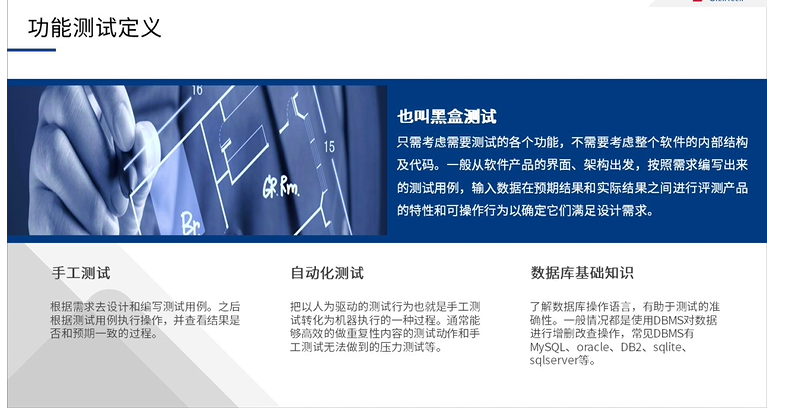 功能测试定义
16
15
GR.Rm.
Br
也叫黑盒测试
只需考虑需要测试的各个功能，不需要考虑整个软件的内部结构
及代码。一般从软件产品的界面、架构出发，按照需求编写出来
的测试用例，输入数据在预期结果和实际结果之间进行评测产品
的特性和可操作行为以确定它们满足设计需求。
手工测试
根据需求去设计和编写测试用例。之后
根据测试用例执行操作，并查看结果是
否和预期一致的过程。
自动化测试
把以人为驱动的测试行为也就是手工测
试转化为机器执行的一种过程。通常能
够高效的做重复性内容的测试动作和手
工测试无法做到的压力测试等。
数据库基础知识
了解数据库操作语言，有助于测试的准
确性。一般情况都是使用DBMS对数据
进行增删改查操作，常见DBMS有
MySQL、oracle、DB2、sqlite、
sqlserver等。